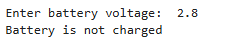 Enter battery voltage:  2.8
Battery is not charged